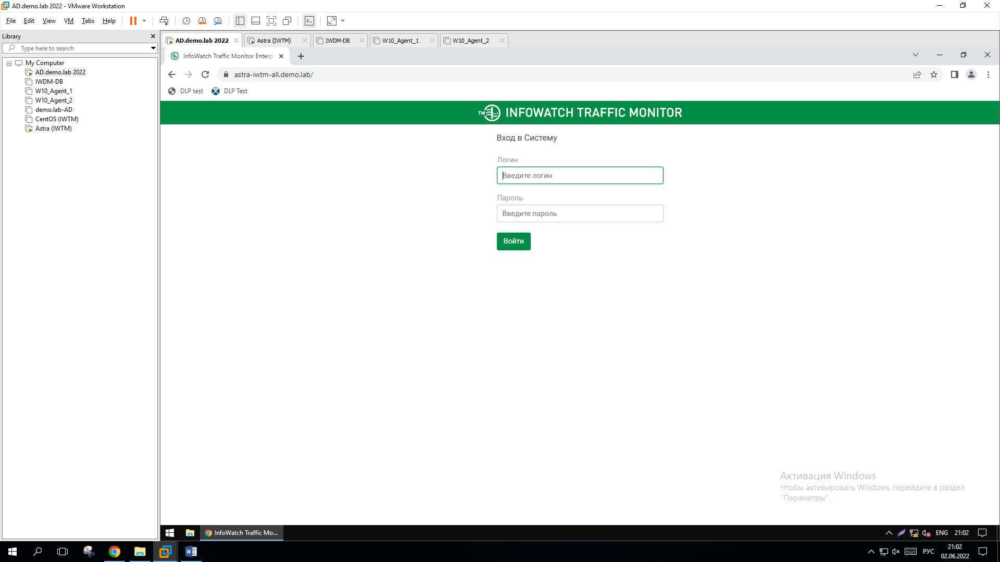 AD.demo.lab 2022 - VMware Workstation
File Edit View VM Tabs Help
Library
Type here to search
My Computer
AD.demo.lab 2022
IWDM-DB
W10_Agent_1
W10_Agent_2
demo.lab-AD
CentOS (IWTM)
Astra (IWTM)
AD.demo.lab 2022 Astra (IWTM) IWDM-DB W10_Agent_1 W10_Agent_2
InfoWatch Traffic Monitor Enterp
astra-iwtm-all.demo.lab/
DLP test DLP Test
TM INFOWATCH TRAFFIC MONITOR
Вход в Систему
Логин
Введите логин
Пароль
Введите пароль
Войти
Активация Windows
Чтобы активировать Windows, перейдите в раздел
"Параметры".
InfoWatch Traffic Mo... ENG 21:02
W РУС 21:02
02.06.2022